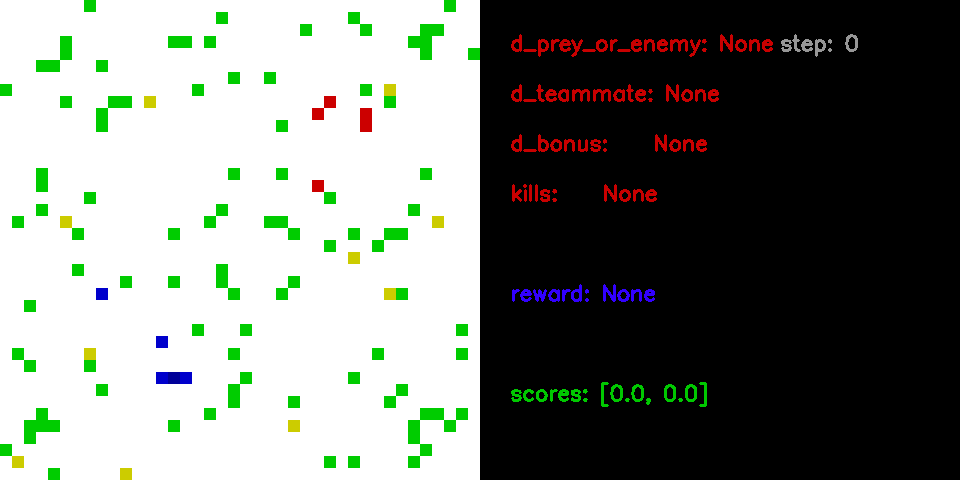 d_prey_or_enemy: None step: 0
d_teammate: None
d_bonus: None
kills: None
reward: None
scores: [0.0, 0.0]